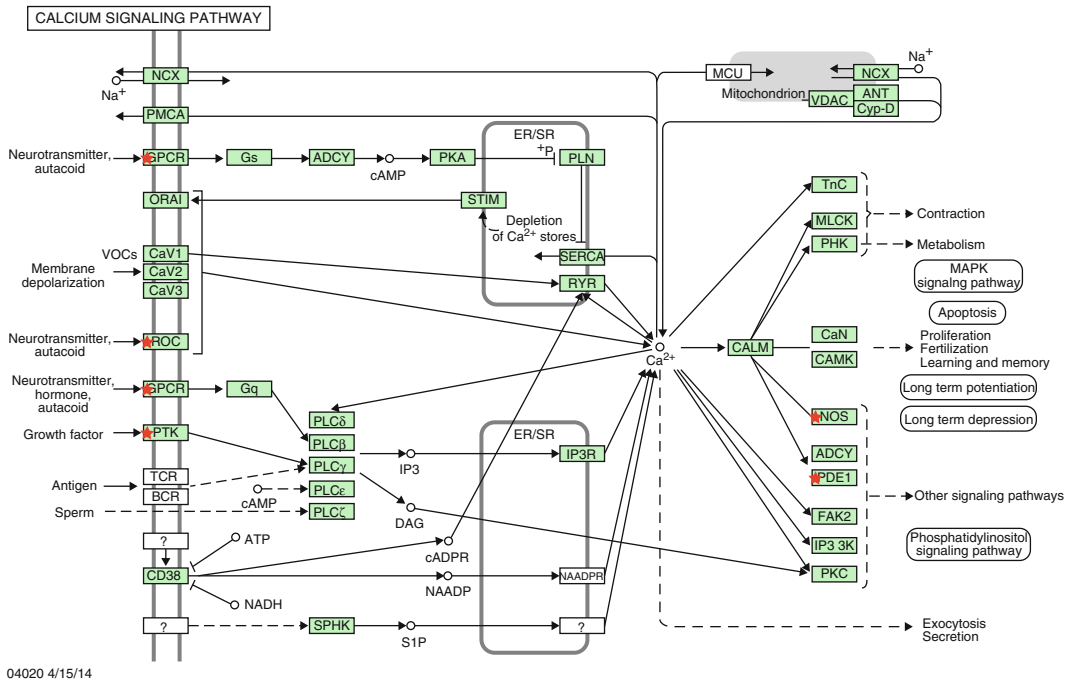 CALCIUM SIGNALING PATHWAY
NCX
Na+
PMCA
Neurotransmitter,
autacoid
GPCR
Gs
ADCY
cAMP
PKA
ER/SR
+P
PLN
ORAI
STIM
Depletion
of Ca2+ stores
SERCA
RYR
VOCs
CaV1
CaV2
CaV3
Membrane
depolarization
Neurotransmitter,
autacoid
ROC
Neurotransmitter,
hormone,
autacoid
GPCR
Gq
Growth factor
PTK
PLCδ
PLCβ
PLCγ
PLCε
PLCζ
Antigen
TCR
BCR
cAMP
Sperm
IP3
DAG
ER/SR
IP3R
?
ATP
CD38
NADH
cADPR
NAADP
NAADPR
?
SPHK
S1P
?
MCU
Mitochondrion
NCX
Na+
VDAC
ANT
Cyp-D
Ca2+
CALM
TnC
MLCK
PHK
CaN
CAMK
NOS
ADCY
PDE1
FAK2
IP3 3K
PKC
Contraction
Metabolism
MAPK
signaling pathway
Apoptosis
Proliferation
Fertilization
Learning and memory
Long term potentiation
Long term depression
Other signaling pathways
Phosphatidylinositol
signaling pathway
Exocytosis
Secretion
04020 4/15/14